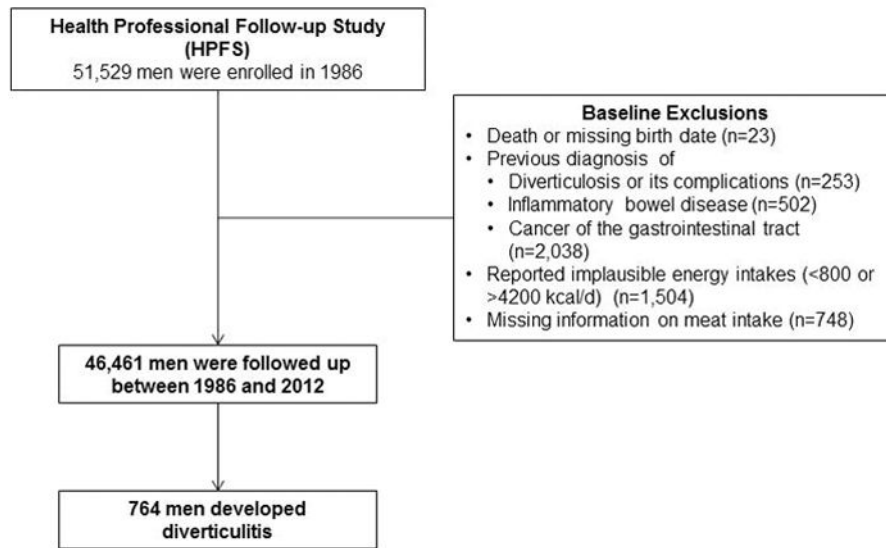 Health Professional Follow-up Study
(HPFS)
51,529 men were enrolled in 1986
Baseline Exclusions
• Death or missing birth date (n=23)
• Previous diagnosis of
• Diverticulosis or its complications (n=253)
• Inflammatory bowel disease (n=502)
• Cancer of the gastrointestinal tract
(n=2,038)
• Reported implausible energy intakes (<800 or
>4200 kcal/d) (n=1,504)
• Missing information on meat intake (n=748)
46,461 men were followed up
between 1986 and 2012
764 men developed
diverticulitis